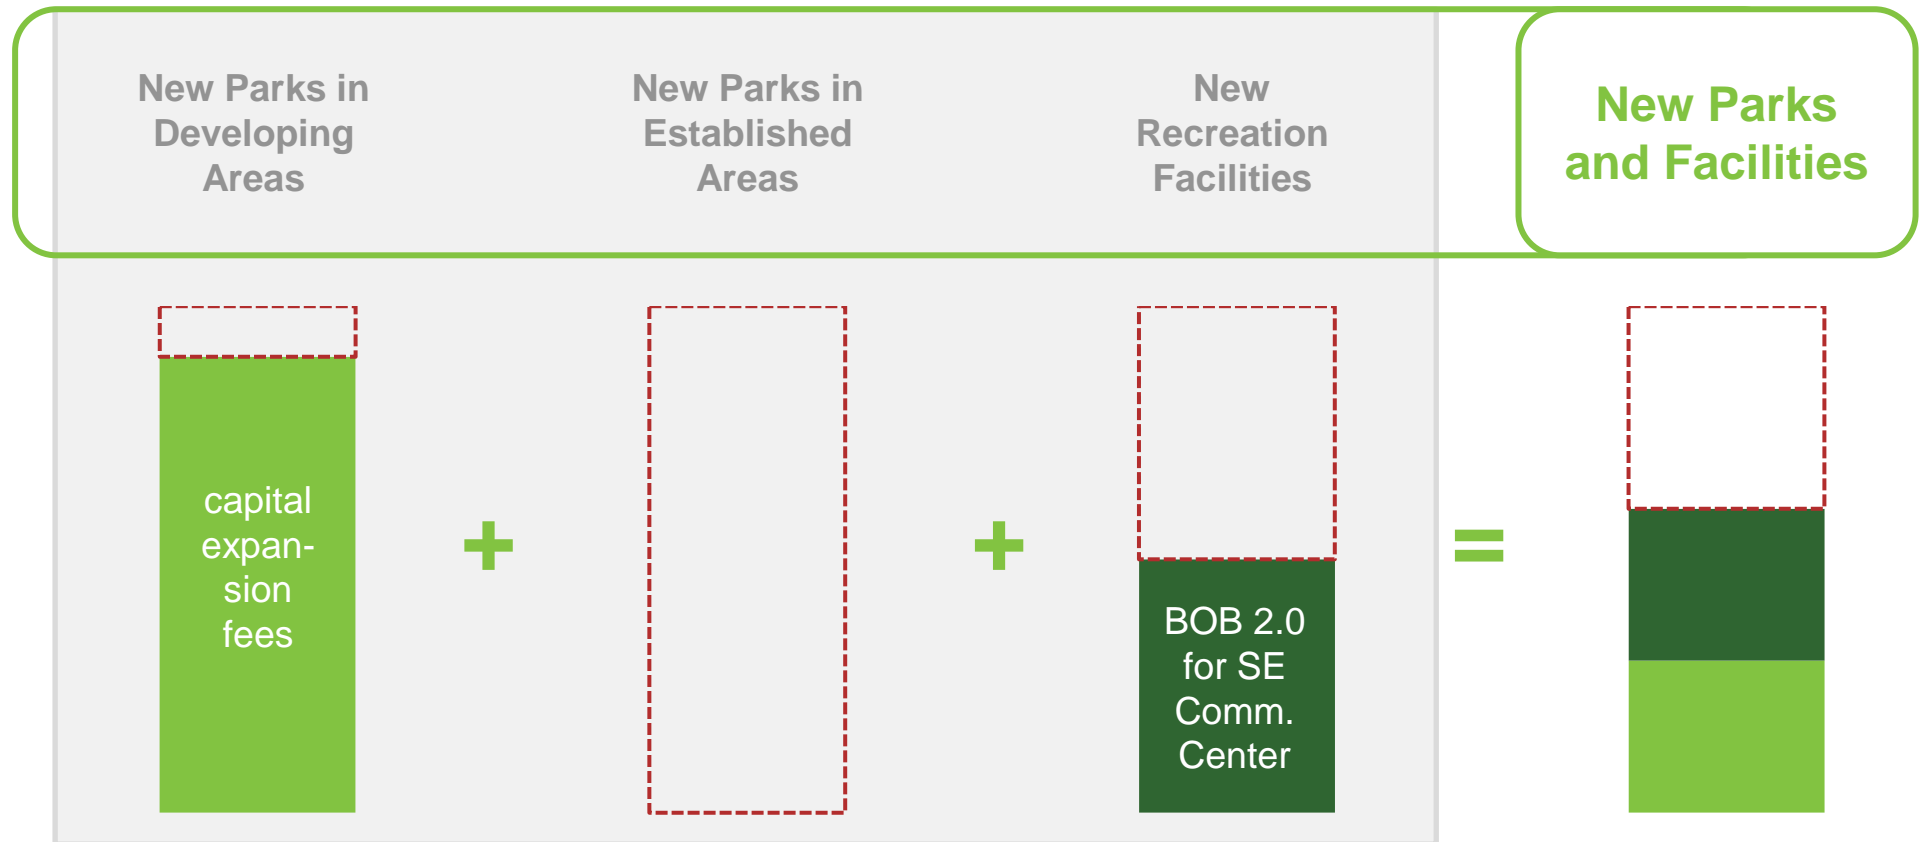 New Parks in
Developing
Areas
New Parks in
Established
Areas
New
Recreation
Facilities
New Parks
and Facilities
capital
expan-
sion
fees
+
+
BOB 2.0
for SE
Comm.
Center
=